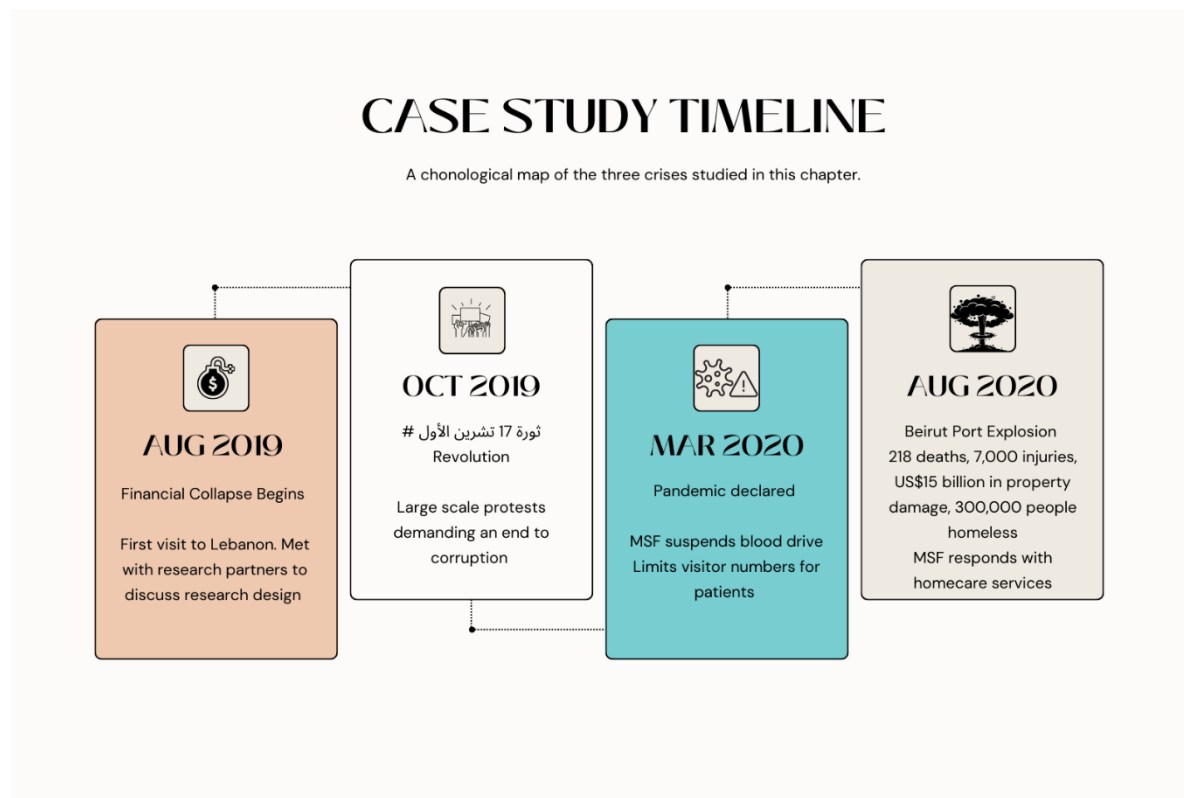 CASE STUDY TIMELINE
A chonological map of the three crises studied in this chapter.
AUG 2019
Financial Collapse Begins
First visit to Lebanon. Met
with research partners to
discuss research design
OCT 2019
# ثورة 17 تشرين الأول
Revolution
Large scale protests
demanding an end to
corruption
MAR 2020
Pandemic declared
MSF suspends blood drive
Limits visitor numbers for
patients
AUG 2020
Beirut Port Explosion
218 deaths, 7,000 injuries,
US$15 billion in property
damage, 300,000 people
homeless
MSF responds with
homecare services